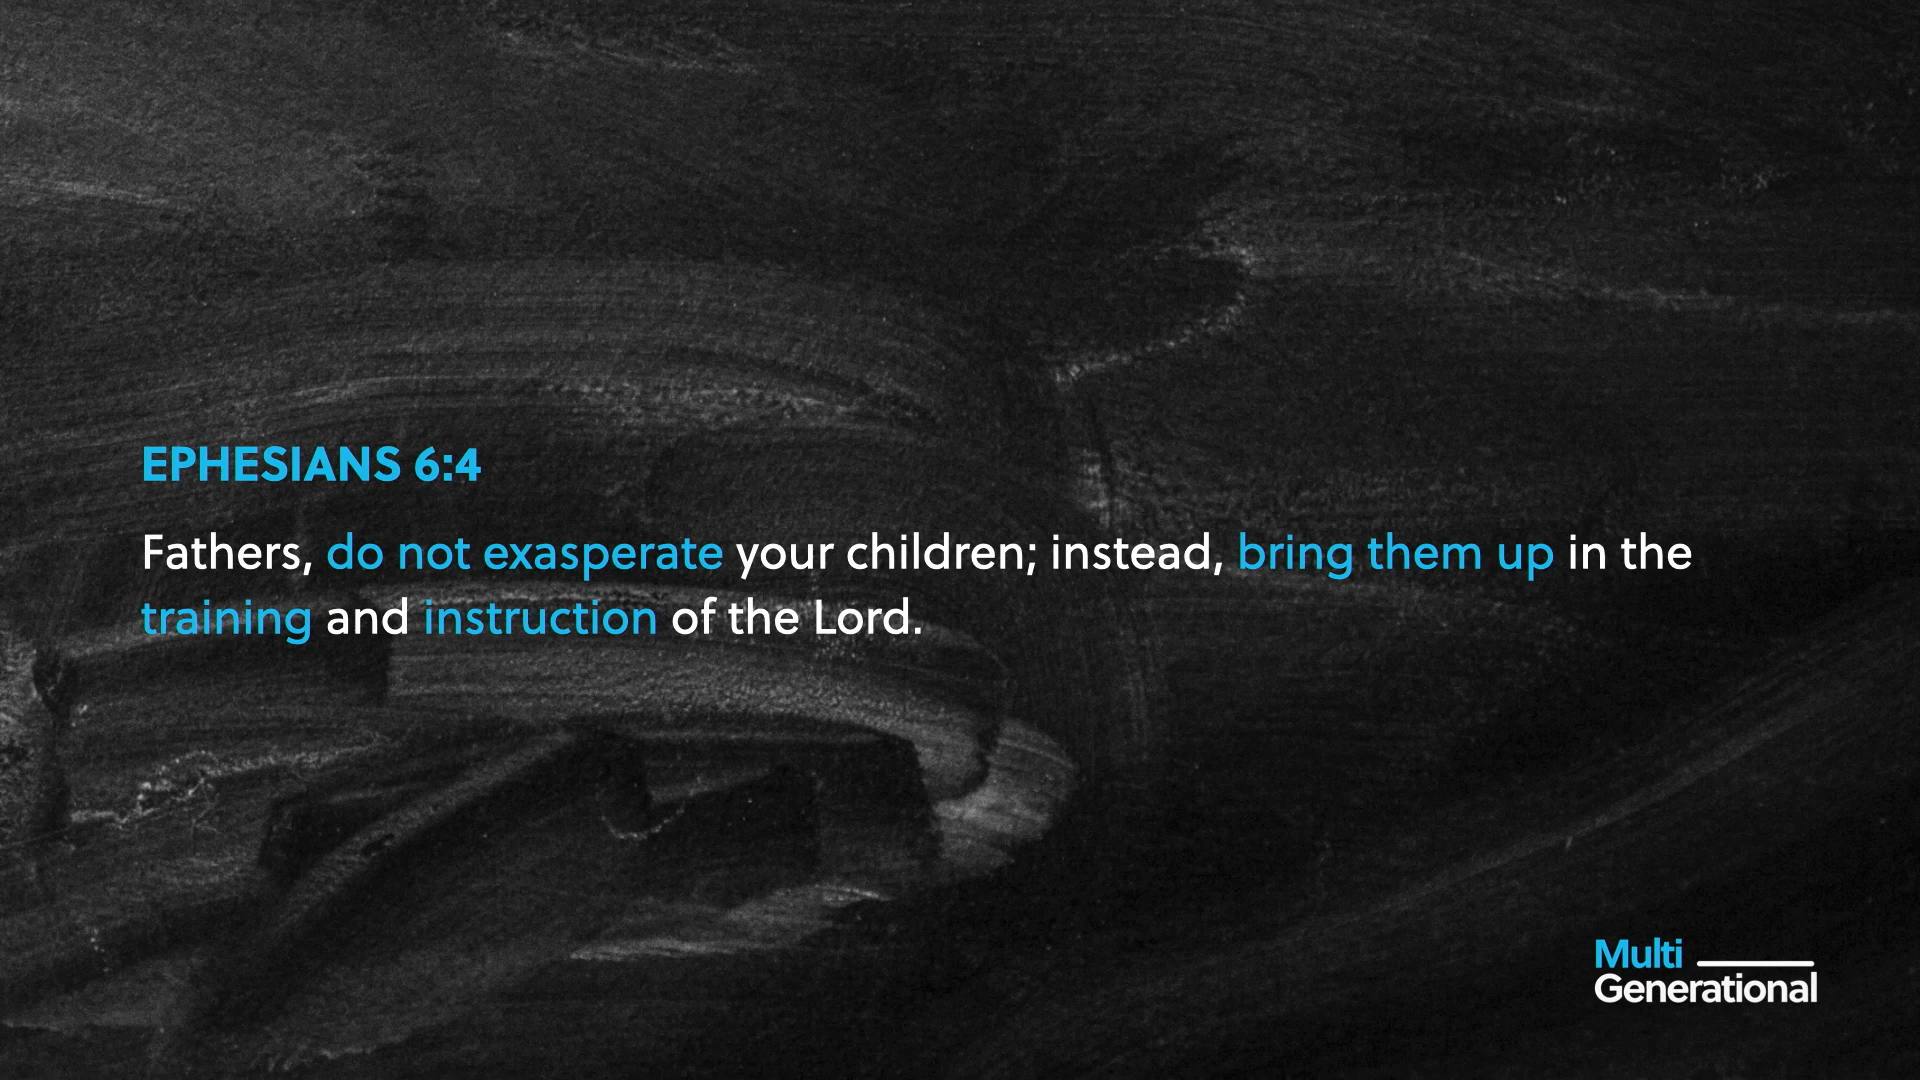 EPHESIANS 6:4
Fathers, do not exasperate your children; instead, bring them up in the
training and instruction of the Lord.
Multi
Generational